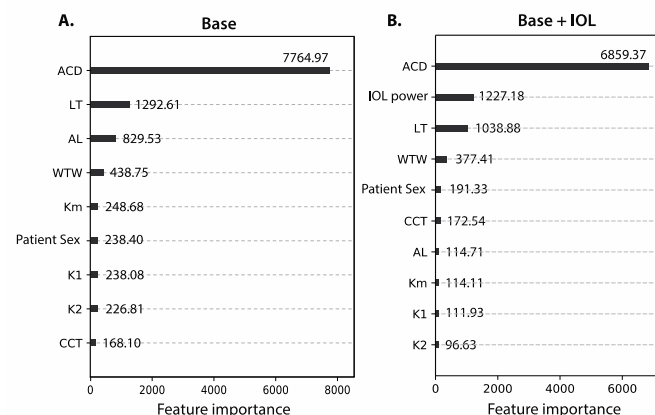 A.
Base
ACD 7764.97
LT 1292.61
AL 829.53
WTW 438.75
Km 248.68
Patient Sex 238.40
K1 238.08
K2 226.81
CCT 168.10
0 2000 4000 6000 8000
Feature importance
B.
Base + IOL
ACD 6859.37
IOL power 1227.18
LT 1038.88
WTW 377.41
Patient Sex 191.33
CCT 172.54
AL 114.71
Km 114.11
K1 111.93
K2 96.63
0 2000 4000 6000
Feature importance